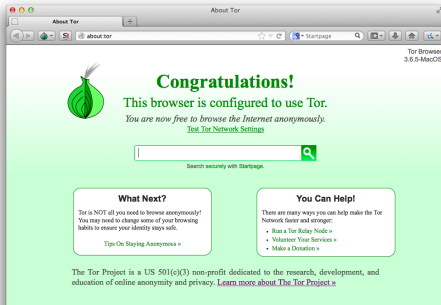 About Tor
About Tor
about:tor
Startpage
Tor Browser
3.6.5-MacOS
Congratulations!
This browser is configured to use Tor.
You are now free to browse the Internet anonymously.
Test Tor Network Settings
Search securely with Startpage.
What Next?
Tor is NOT all you need to browse anonymously!
You may need to change some of your browsing
habits to ensure your identity stays safe.
Tips On Staying Anonymous »
You Can Help!
There are many ways you can help make the Tor
Network faster and stronger:
• Run a Tor Relay Node »
• Volunteer Your Services »
• Make a Donation »
The Tor Project is a US 501(c)(3) non-profit dedicated to the research, development, and
education of online anonymity and privacy. Learn more about The Tor Project »